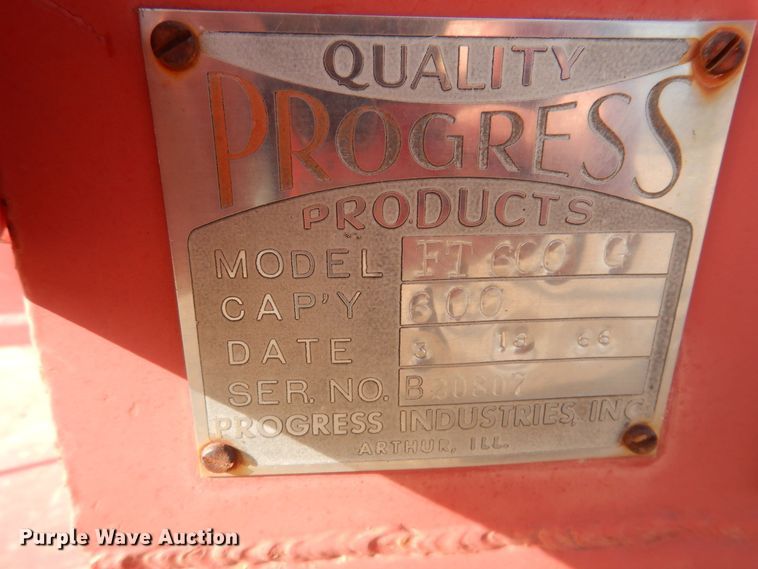 QUALITY
PROGRESS
PRODUCTS
MODEL FT 600 G
CAP'Y 600
DATE 3 18 66
SER. NO. B30807
PROGRESS INDUSTRIES, INC.
ARTHUR, ILL.
Purple Wave Auction